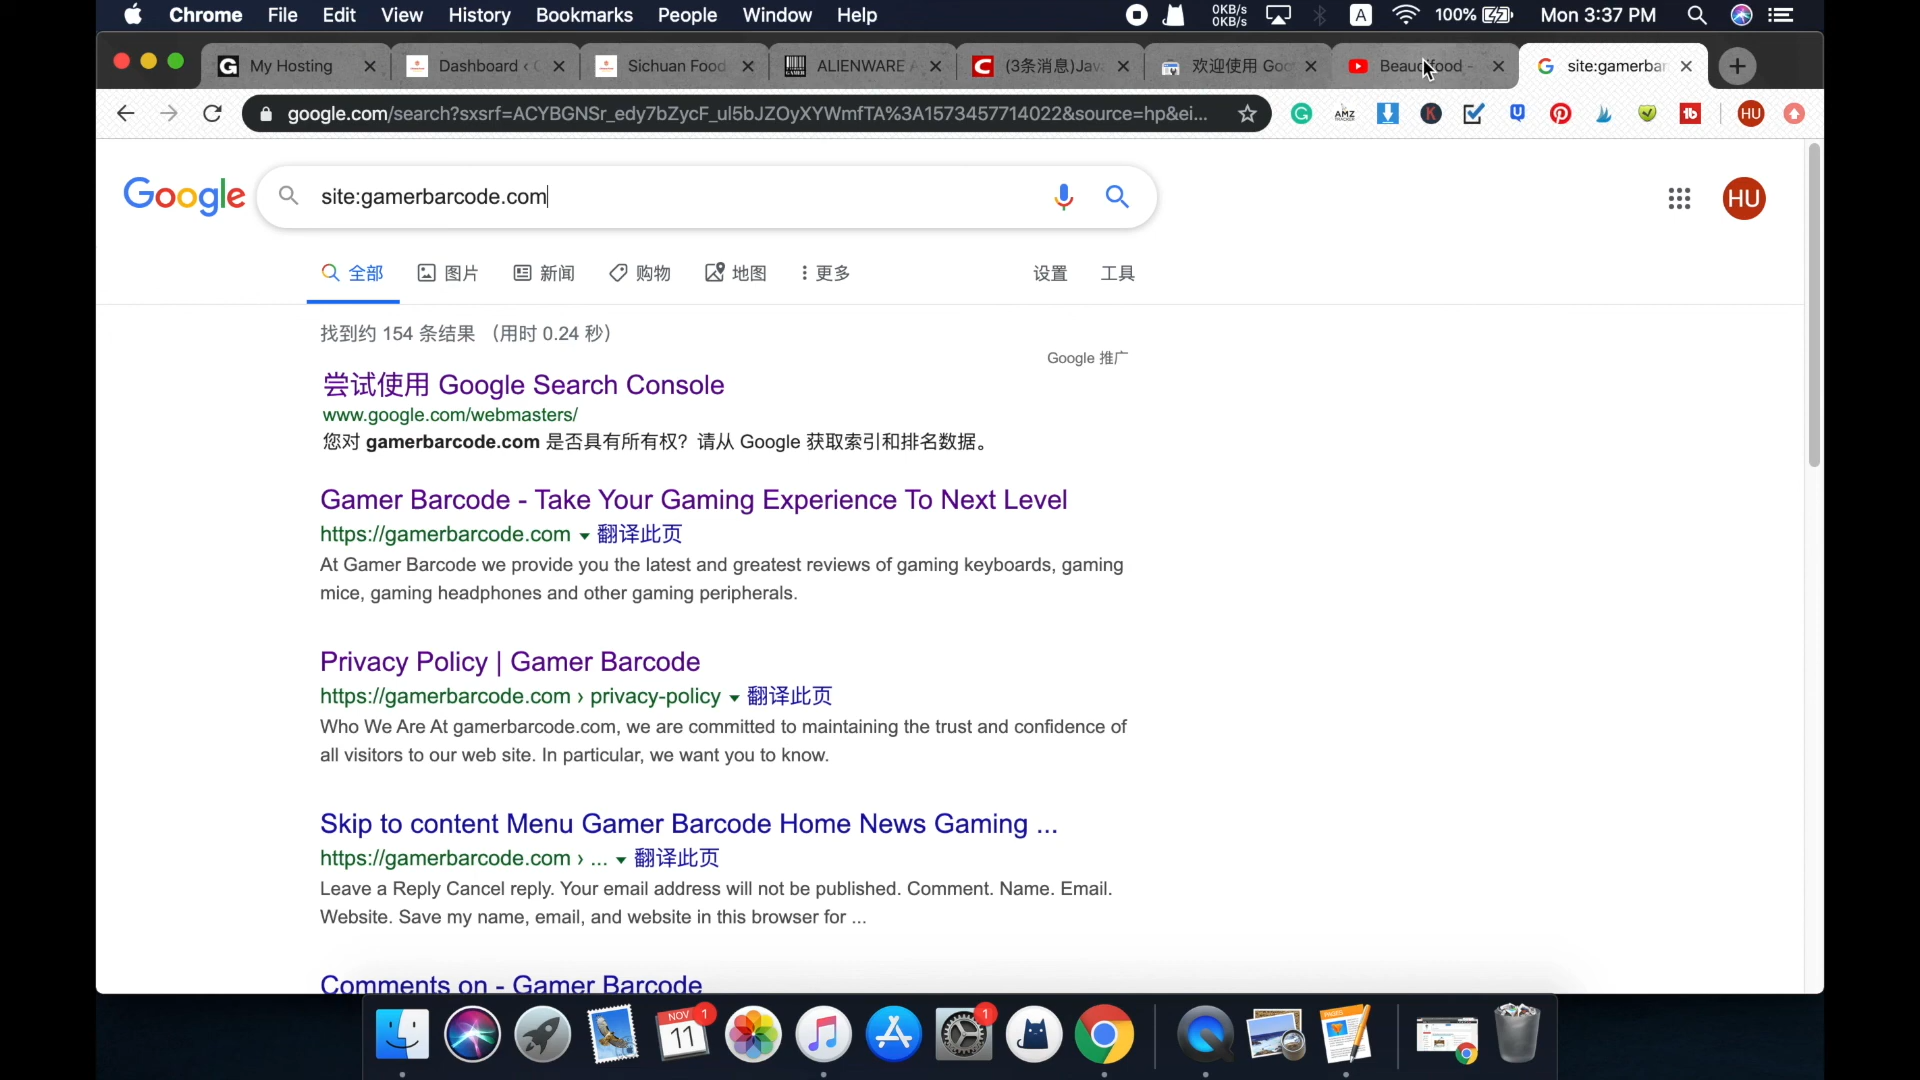 Chrome File Edit View History Bookmarks People Window Help 0KB/s 0KB/s A 100% Mon 3:37 PM
My Hosting Dashboard ‹ Sichuan Food ALIENWARE (3条消息)Java 欢迎使用 Goo food - site:gamerbar
google.com/search?sxsrf=ACYBGNSr_edy7bZycF_ul5bJZOyXYWmfTA%3A1573457714022&source=hp&ei... AMZ HU
Google site:gamerbarcode.com HU
全部 图片 新闻 购物 地图 更多 设置 工具
找到约 154 条结果 （用时 0.24 秒）
Google 推广
尝试使用 Google Search Console
www.google.com/webmasters/
您对 gamerbarcode.com 是否具有所有权？请从 Google 获取索引和排名数据。
Gamer Barcode - Take Your Gaming Experience To Next Level
https://gamerbarcode.com 翻译此页
At Gamer Barcode we provide you the latest and greatest reviews of gaming keyboards, gaming
mice, gaming headphones and other gaming peripherals.
Privacy Policy | Gamer Barcode
https://gamerbarcode.com › privacy-policy 翻译此页
Who We Are At gamerbarcode.com, we are committed to maintaining the trust and confidence of
all visitors to our web site. In particular, we want you to know.
Skip to content Menu Gamer Barcode Home News Gaming ...
https://gamerbarcode.com › ... 翻译此页
Leave a Reply Cancel reply. Your email address will not be published. Comment. Name. Email.
Website. Save my name, email, and website in this browser for ...
Comments on - Gamer Barcode
NOV 11 1 1 PAGES